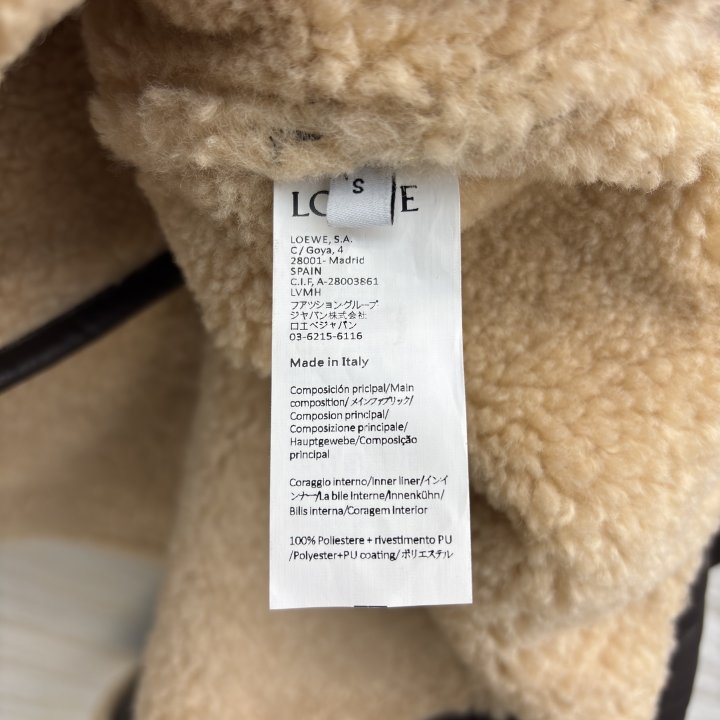 S
LO E
LOEWE, S.A.
C / Goya, 4
28001- Madrid
SPAIN
C.I.F, A-28003861
LVMH
フアツショングループ
ジャパン株式会社
ロエベジャパン
03-6215-6116
Made in Italy
Composición pricipal/Main
composition/ メインファブリック/
Composion principal/
Composizione principale/
Hauptgewebe/Composição
principal
Coraggio interno/Inner liner/インイ
ンナー/La bile Interne/Innenkühn/
Bilis interna/Coragem Interior
100% Poliestere + rivestimento PU
/Polyester+PU coating/ポリエステル